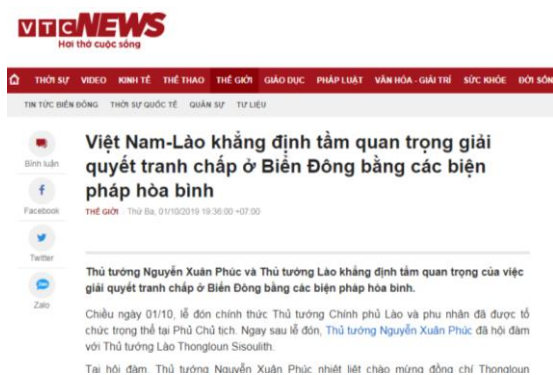 VTC NEWS
Hơi thở cuộc sống
THỜI SỰ VIDEO KINH TẾ THỂ THAO THẾ GIỚI GIÁO DỤC PHÁP LUẬT VĂN HÓA - GIẢI TRÍ SỨC KHỎE ĐỜI SỐN
TIN TỨC BIỂN ĐÔNG THỜI SỰ QUỐC TẾ QUÂN SỰ TƯ LIỆU
Bình luận
Facebook
Twitter
Zalo
Việt Nam-Lào khẳng định tầm quan trọng giải
quyết tranh chấp ở Biển Đông bằng các biện
pháp hòa bình
THẾ GIỚI Thứ Ba, 01/10/2019 19:36:00 +07:00
Thủ tướng Nguyễn Xuân Phúc và Thủ tướng Lào khẳng định tầm quan trọng của việc
giải quyết tranh chấp ở Biển Đông bằng các biện pháp hòa bình.
Chiều ngày 01/10, lễ đón chính thức Thủ tướng Chính phủ Lào và phu nhân đã được tổ
chức trọng thể tại Phủ Chủ tịch. Ngay sau lễ đón, Thủ tướng Nguyễn Xuân Phúc đã hội đàm
với Thủ tướng Lào Thongloun Sisoulith.
Tại hội đàm, Thủ tướng Nguyễn Xuân Phúc nhiệt liệt chào mừng đồng chí Thongloun